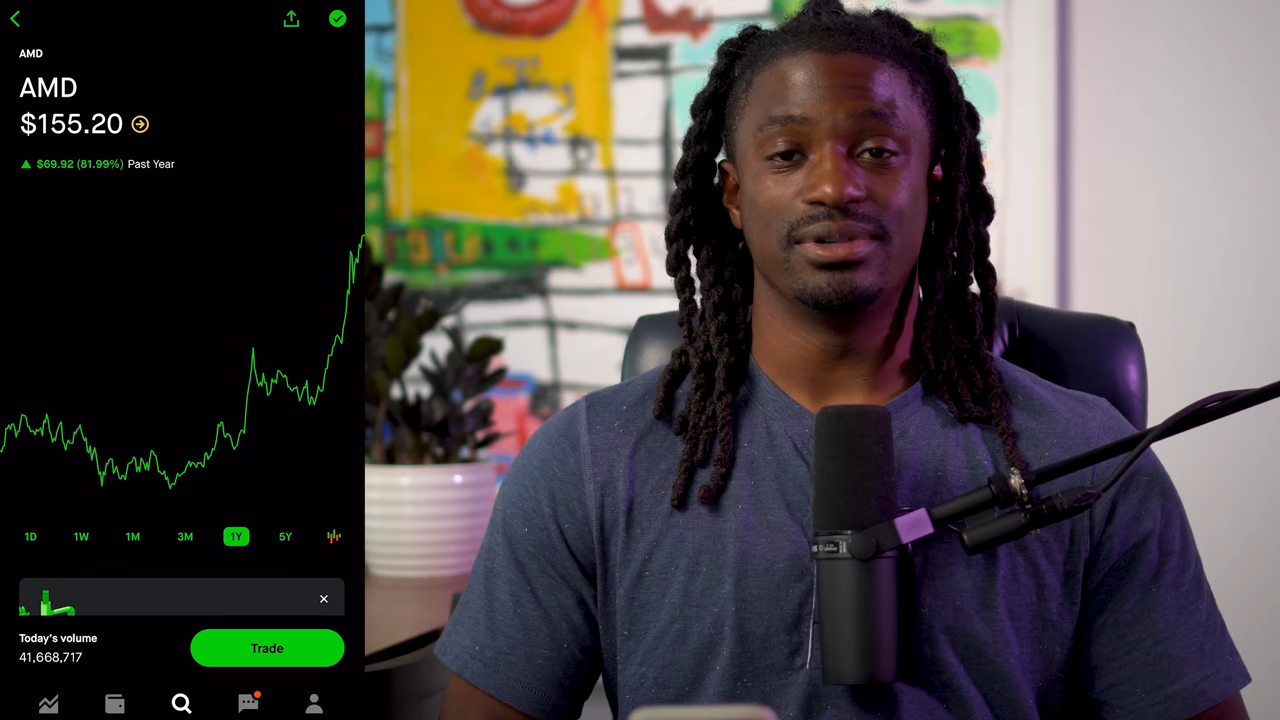 AMD
AMD
$155.20
$69.92 (81.99%) Past Year
1D 1W 1M 3M 1Y 5Y
Today's volume
41,668,717
Trade